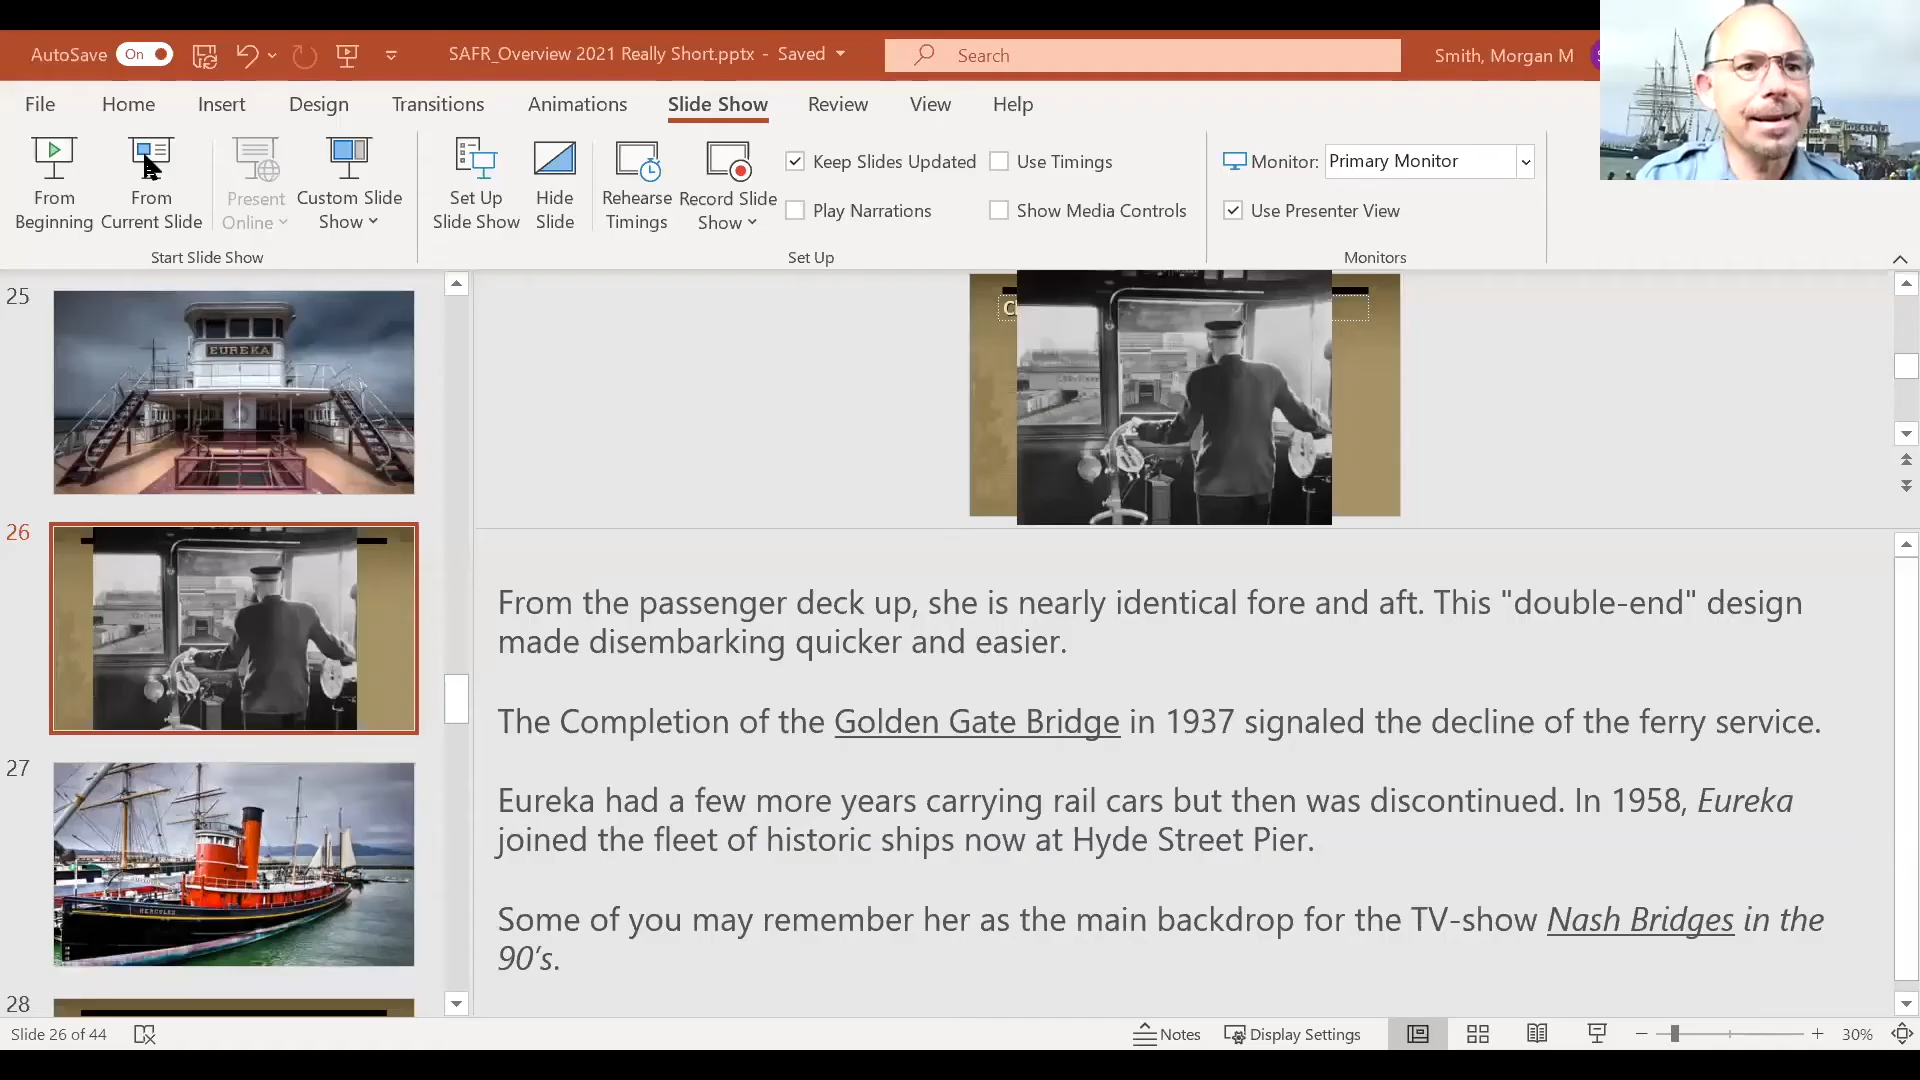 AutoSave On SAFR_Overview 2021 Really Short.pptx - Saved Search Smith, Morgan M
File Home Insert Design Transitions Animations Slide Show Review View Help
From Beginning
From Current Slide
Present Online
Custom Slide Show
Start Slide Show
Set Up Slide Show
Hide Slide
Rehearse Timings
Record Slide Show
Keep Slides Updated
Play Narrations
Use Timings
Show Media Controls
Set Up
Monitor: Primary Monitor
Use Presenter View
Monitors
25
EUREKA
26
27
HERCULES
28
From the passenger deck up, she is nearly identical fore and aft. This "double-end" design
made disembarking quicker and easier.
The Completion of the Golden Gate Bridge in 1937 signaled the decline of the ferry service.
Eureka had a few more years carrying rail cars but then was discontinued. In 1958, Eureka
joined the fleet of historic ships now at Hyde Street Pier.
Some of you may remember her as the main backdrop for the TV-show Nash Bridges in the
90’s.
Slide 26 of 44 Notes Display Settings 30%